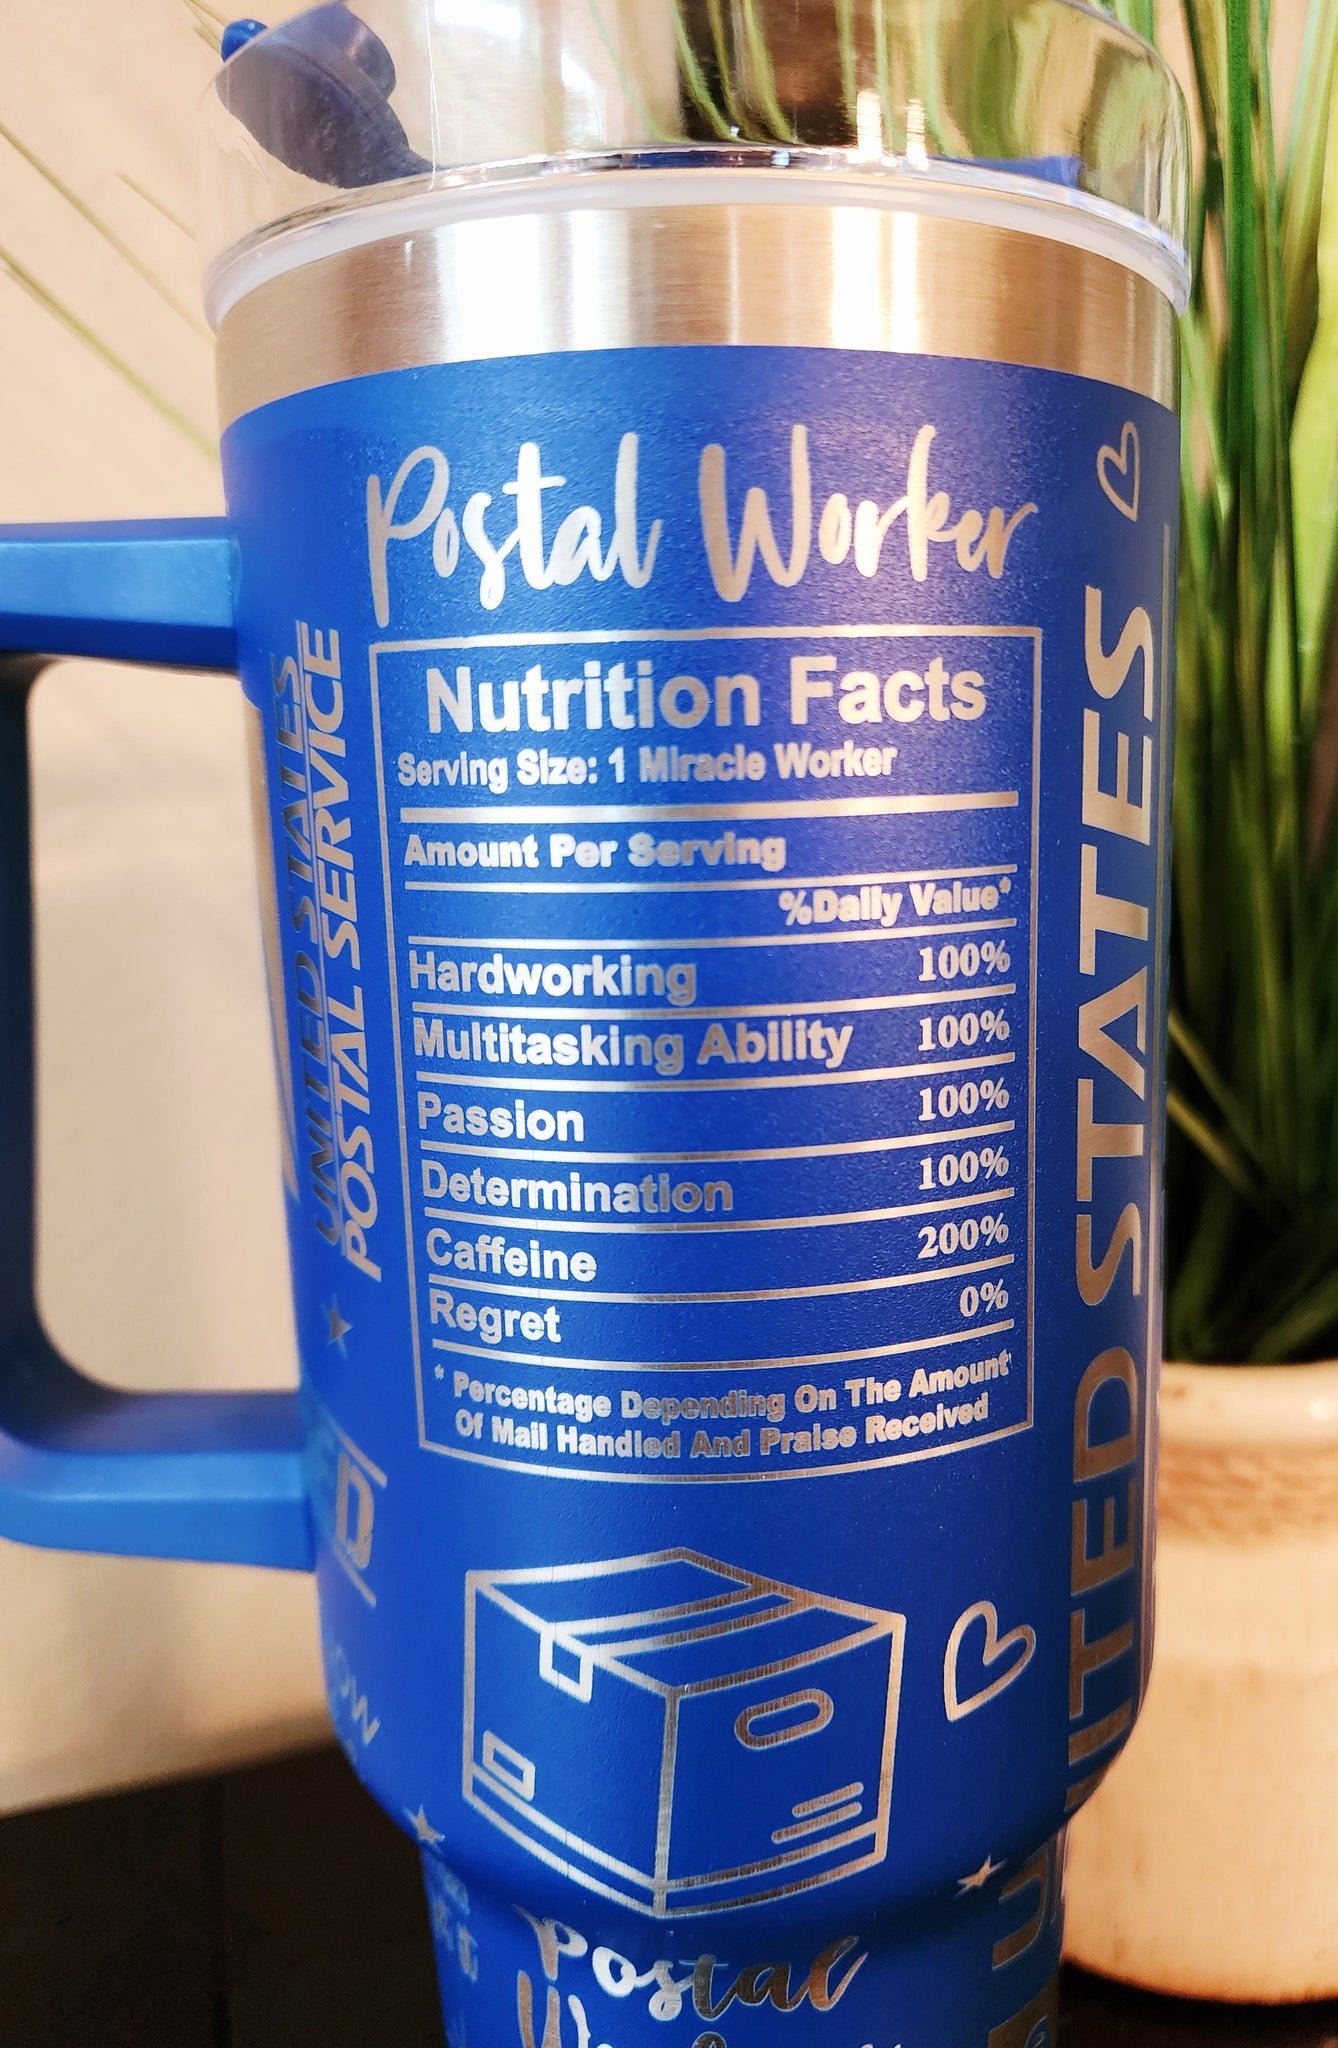 Postal Worker
Nutrition Facts
Serving Size: 1 Miracle Worker
Amount Per Serving
%Daily Value*
Hardworking 100%
Multitasking Ability 100%
Passion 100%
Determination 100%
Caffeine 200%
Regret 0%
* Percentage Depending On The Amount
Of Mail Handled And Praise Received
UNITED STATES
POSTAL SERVICE
UNITED STATES
Postal